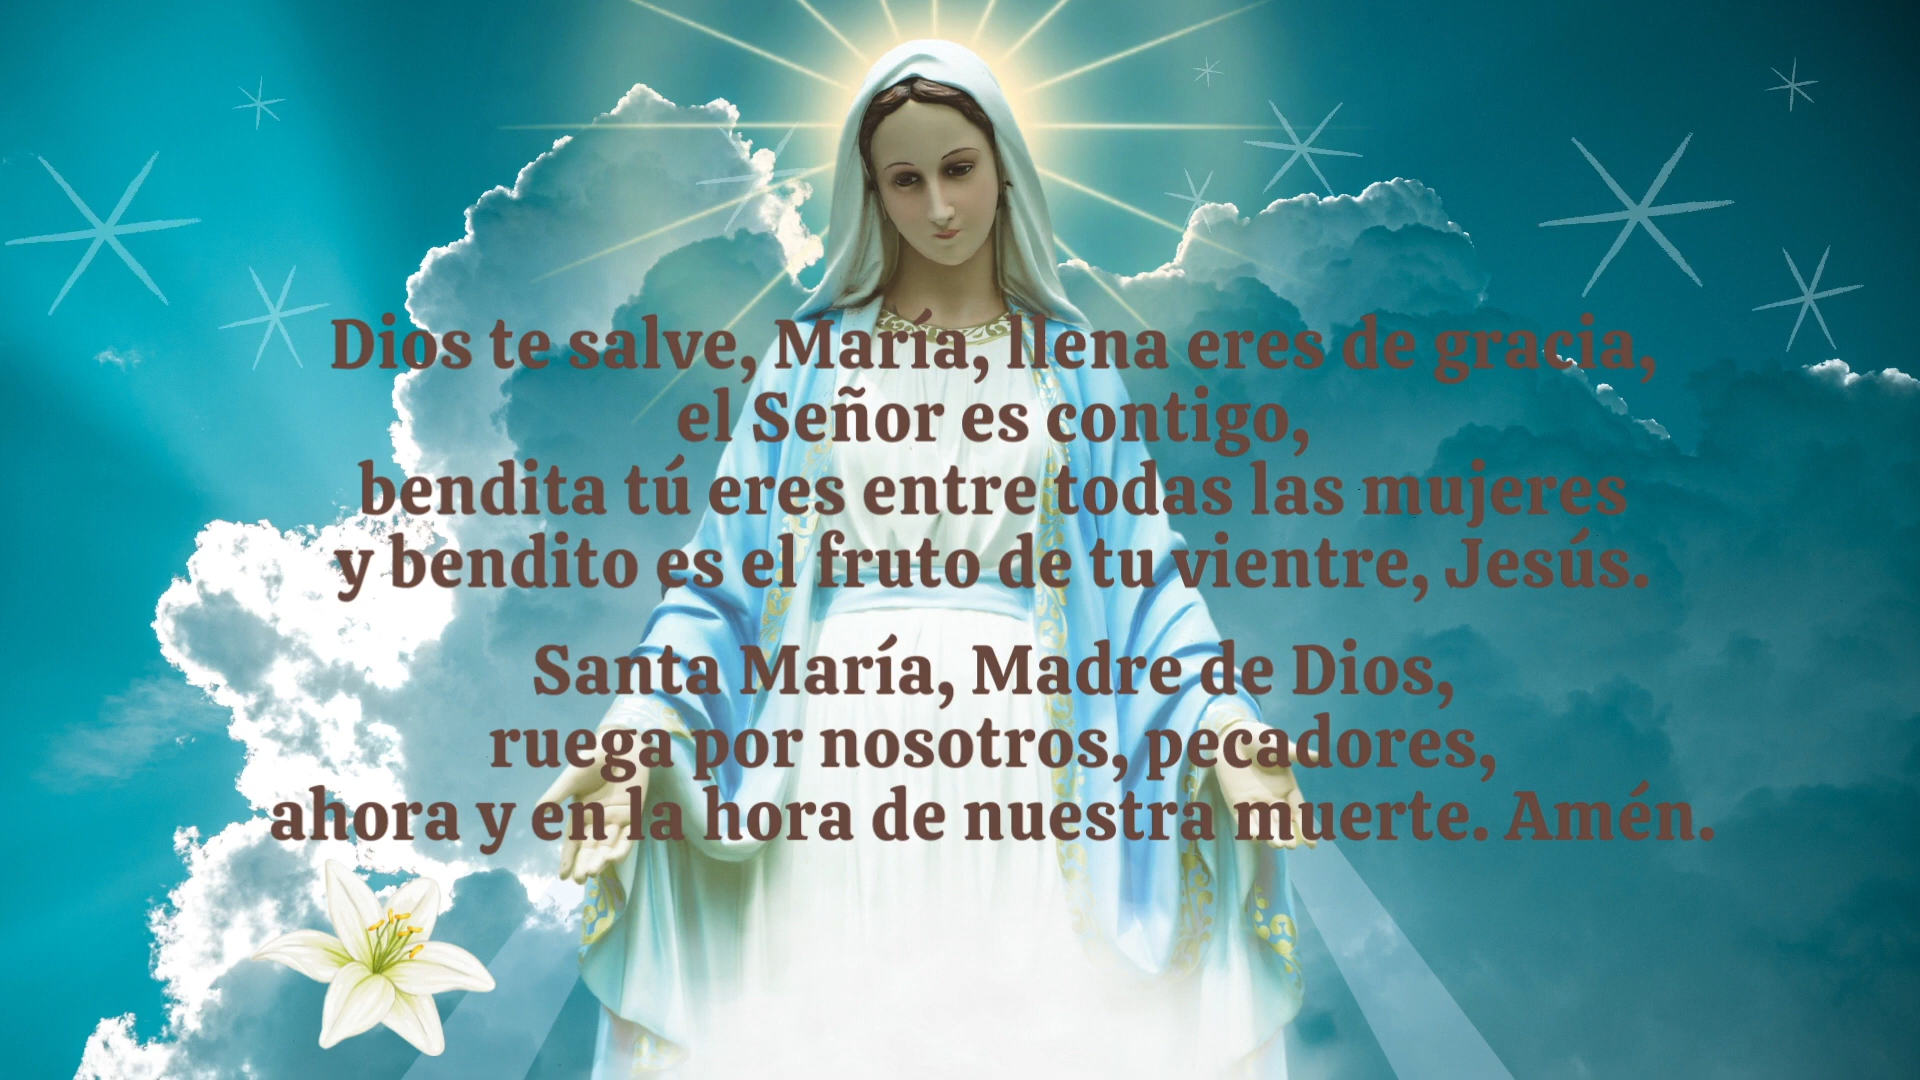 Dios te salve, María, llena eres de gracia,
el Señor es contigo,
bendita tú eres entre todas las mujeres
y bendito es el fruto de tu vientre, Jesús.
Santa María, Madre de Dios,
ruega por nosotros, pecadores,
ahora y en la hora de nuestra muerte. Amén.